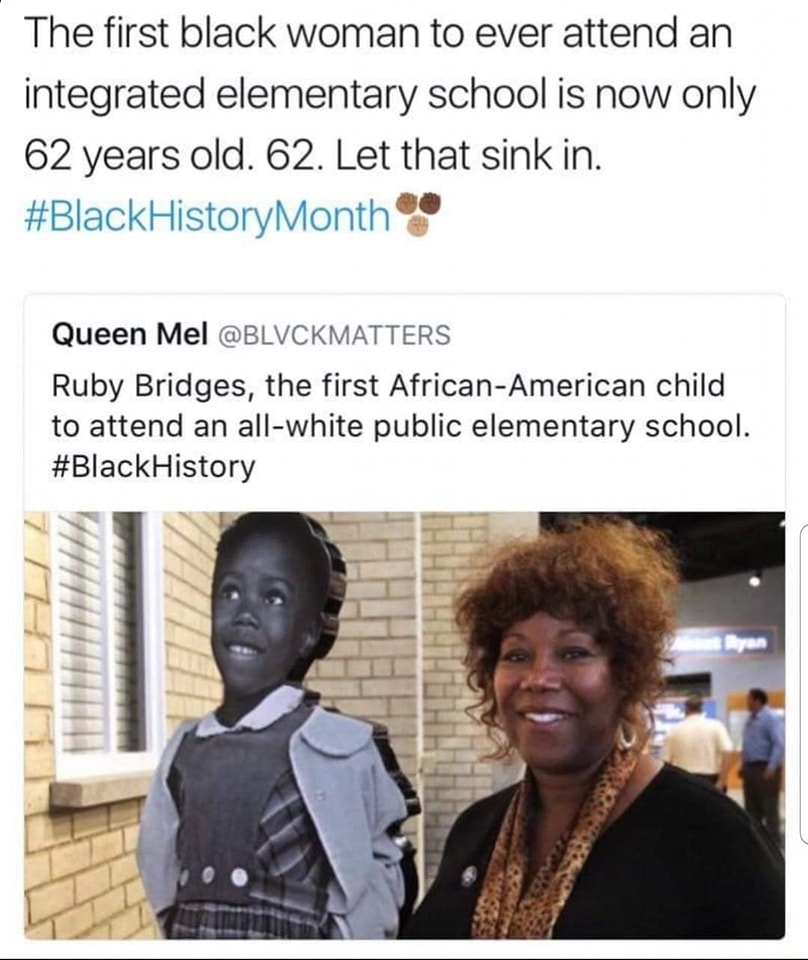 The first black woman to ever attend an
integrated elementary school is now only
62 years old. 62. Let that sink in.
#BlackHistoryMonth✊🏾✊🏿✊🏽
Queen Mel @BLVCKMATTERS
Ruby Bridges, the first African-American child
to attend an all-white public elementary school.
#BlackHistory
About Ryan